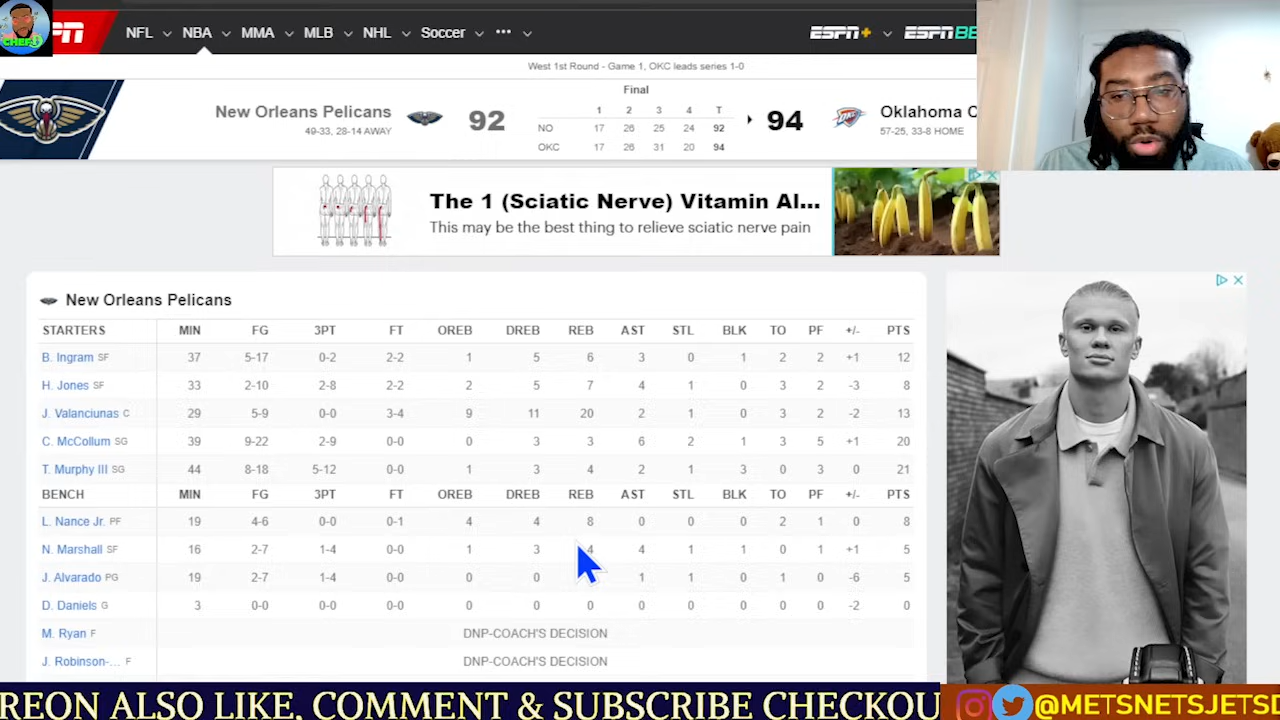 CHEF
NFL NBA MMA MLB NHL Soccer ••• ESPN+ ESPN BE
West 1st Round - Game 1, OKC leads series 1-0
Final
New Orleans Pelicans 92 94 Oklahoma C
49-33, 28-14 AWAY 57-25, 33-8 HOME
1 2 3 4 T
NO 17 26 25 24 92
OKC 17 26 31 20 94
The 1 (Sciatic Nerve) Vitamin Al...
This may be the best thing to relieve sciatic nerve pain
New Orleans Pelicans
STARTERS MIN FG 3PT FT OREB DREB REB AST STL BLK TO PF +/- PTS
B. Ingram SF 37 5-17 0-2 2-2 1 5 6 3 0 1 2 2 +1 12
H. Jones SF 33 2-10 2-8 2-2 2 5 7 4 1 0 3 2 -3 8
J. Valanciunas C 29 5-9 0-0 3-4 9 11 20 2 1 0 3 2 -2 13
C. McCollum SG 39 9-22 2-9 0-0 0 3 3 6 2 1 3 5 +1 20
T. Murphy III SG 44 8-18 5-12 0-0 1 3 4 2 1 3 0 3 0 21
BENCH MIN FG 3PT FT OREB DREB REB AST STL BLK TO PF +/- PTS
L. Nance Jr. PF 19 4-6 0-0 0-1 4 4 8 0 0 0 2 1 0 8
N. Marshall SF 16 2-7 1-4 0-0 1 3 4 4 1 1 0 1 +1 5
J. Alvarado PG 19 2-7 1-4 0-0 0 0 1 1 0 1 0 -6 5
D. Daniels G 3 0-0 0-0 0-0 0 0 0 0 0 0 0 0 -2 0
M. Ryan F DNP-COACH'S DECISION
J. Robinson-... F DNP-COACH'S DECISION
REON ALSO LIKE, COMMENT & SUBSCRIBE CHECKOU
@METSNETSJETSD